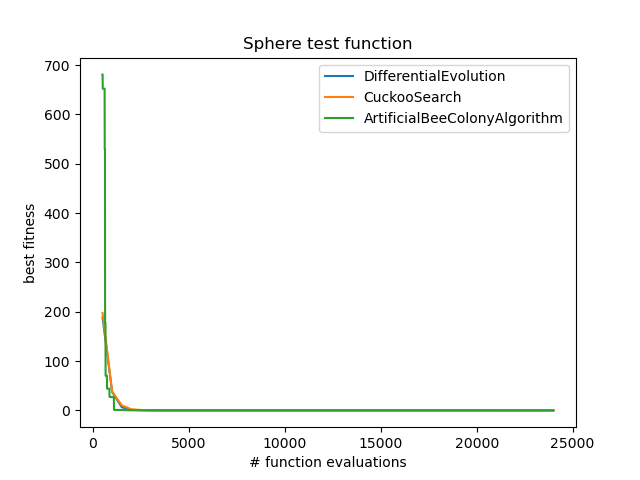 Sphere test function
DifferentialEvolution
CuckooSearch
ArtificialBeeColonyAlgorithm
best fitness
700
600
500
400
300
200
100
0
0 5000 10000 15000 20000 25000
# function evaluations